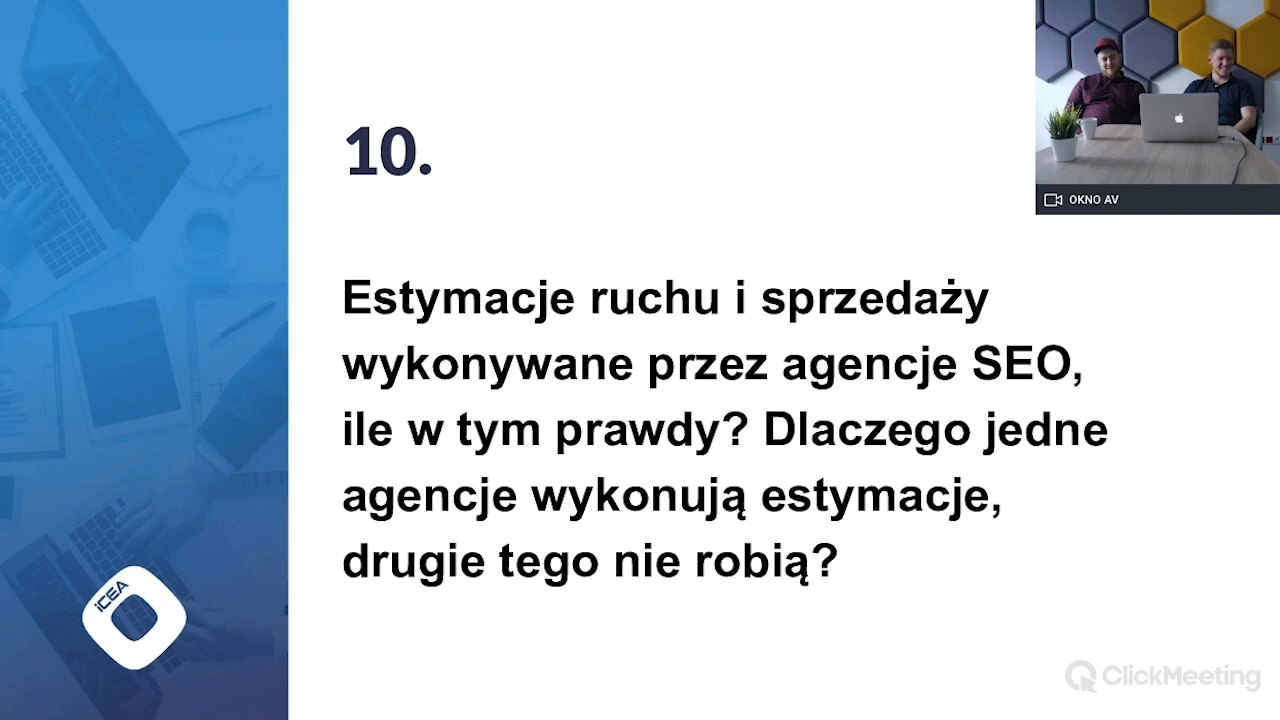 10.
OKNO AV
Estymacje ruchu i sprzedaży
wykonywane przez agencje SEO,
ile w tym prawdy? Dlaczego jedne
agencje wykonują estymacje,
drugie tego nie robią?
iCEA
ClickMeeting